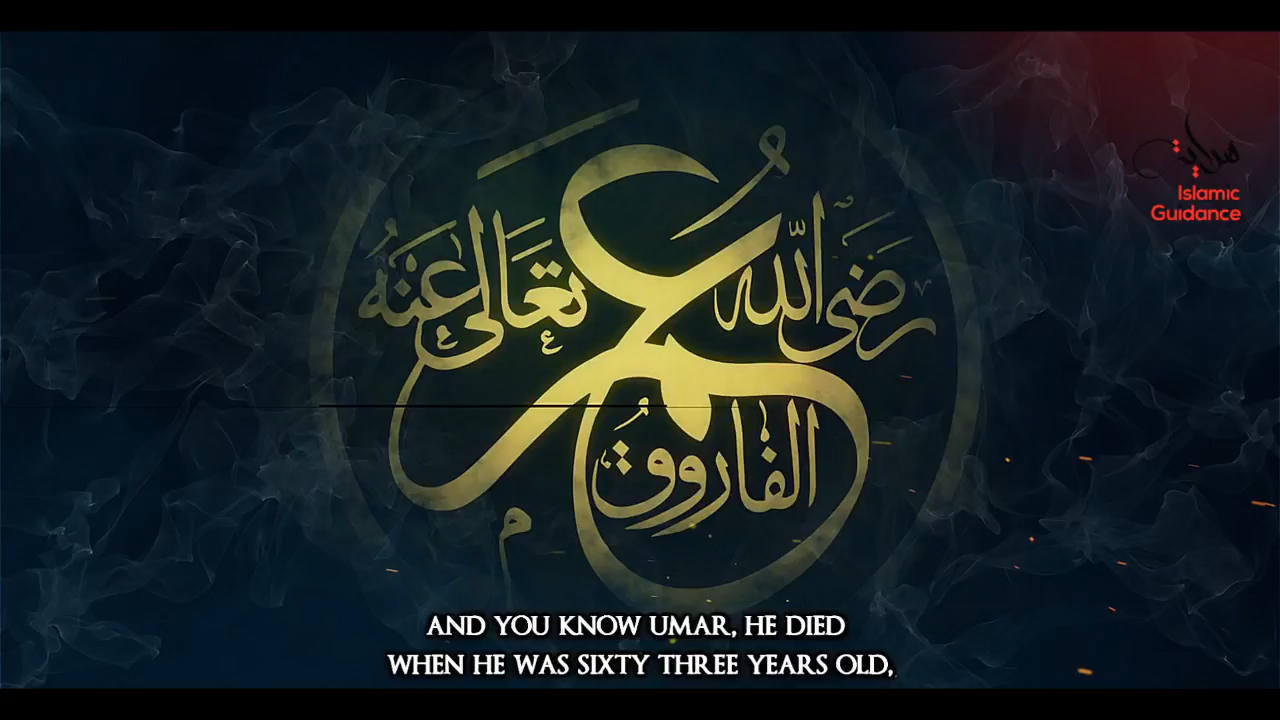 هداية
Islamic
Guidance
عمر
رضي الله
تعالى عنه
الفاروق
AND YOU KNOW UMAR, HE DIED
WHEN HE WAS SIXTY THREE YEARS OLD,